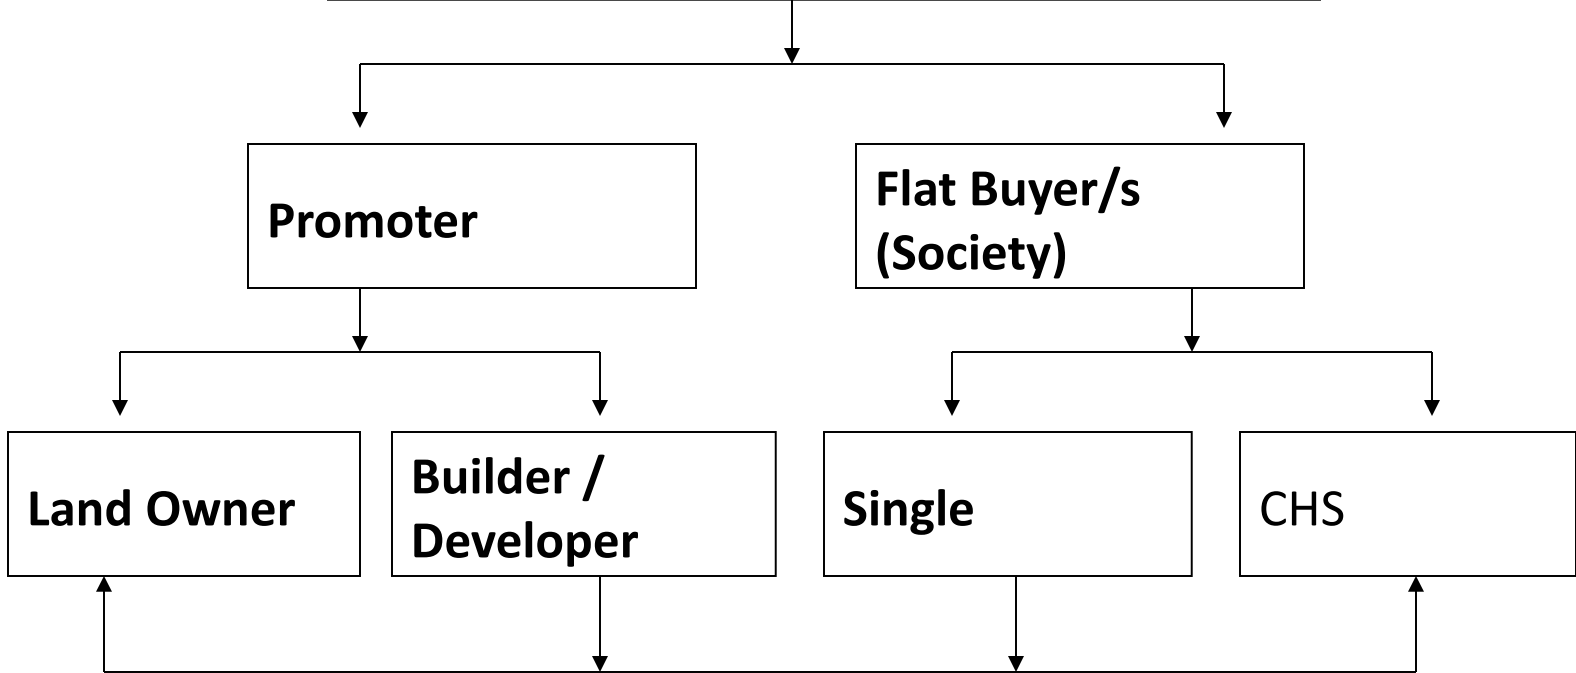 Promoter
Flat Buyer/s
(Society)
Land Owner
Builder /
Developer
Single
CHS